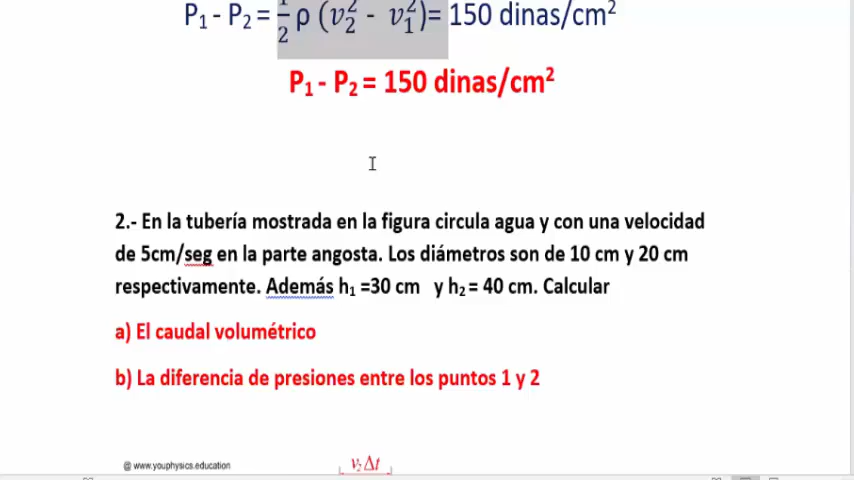 P₁ - P₂ = 1/2 ρ (v₂² - v₁²)= 150 dinas/cm²
P₁ - P₂ = 150 dinas/cm²
2.- En la tubería mostrada en la figura circula agua y con una velocidad
de 5cm/seg en la parte angosta. Los diámetros son de 10 cm y 20 cm
respectivamente. Además h₁ =30 cm y h₂ = 40 cm. Calcular
a) El caudal volumétrico
b) La diferencia de presiones entre los puntos 1 y 2
@ www.youphysics.education
v₂ Δt